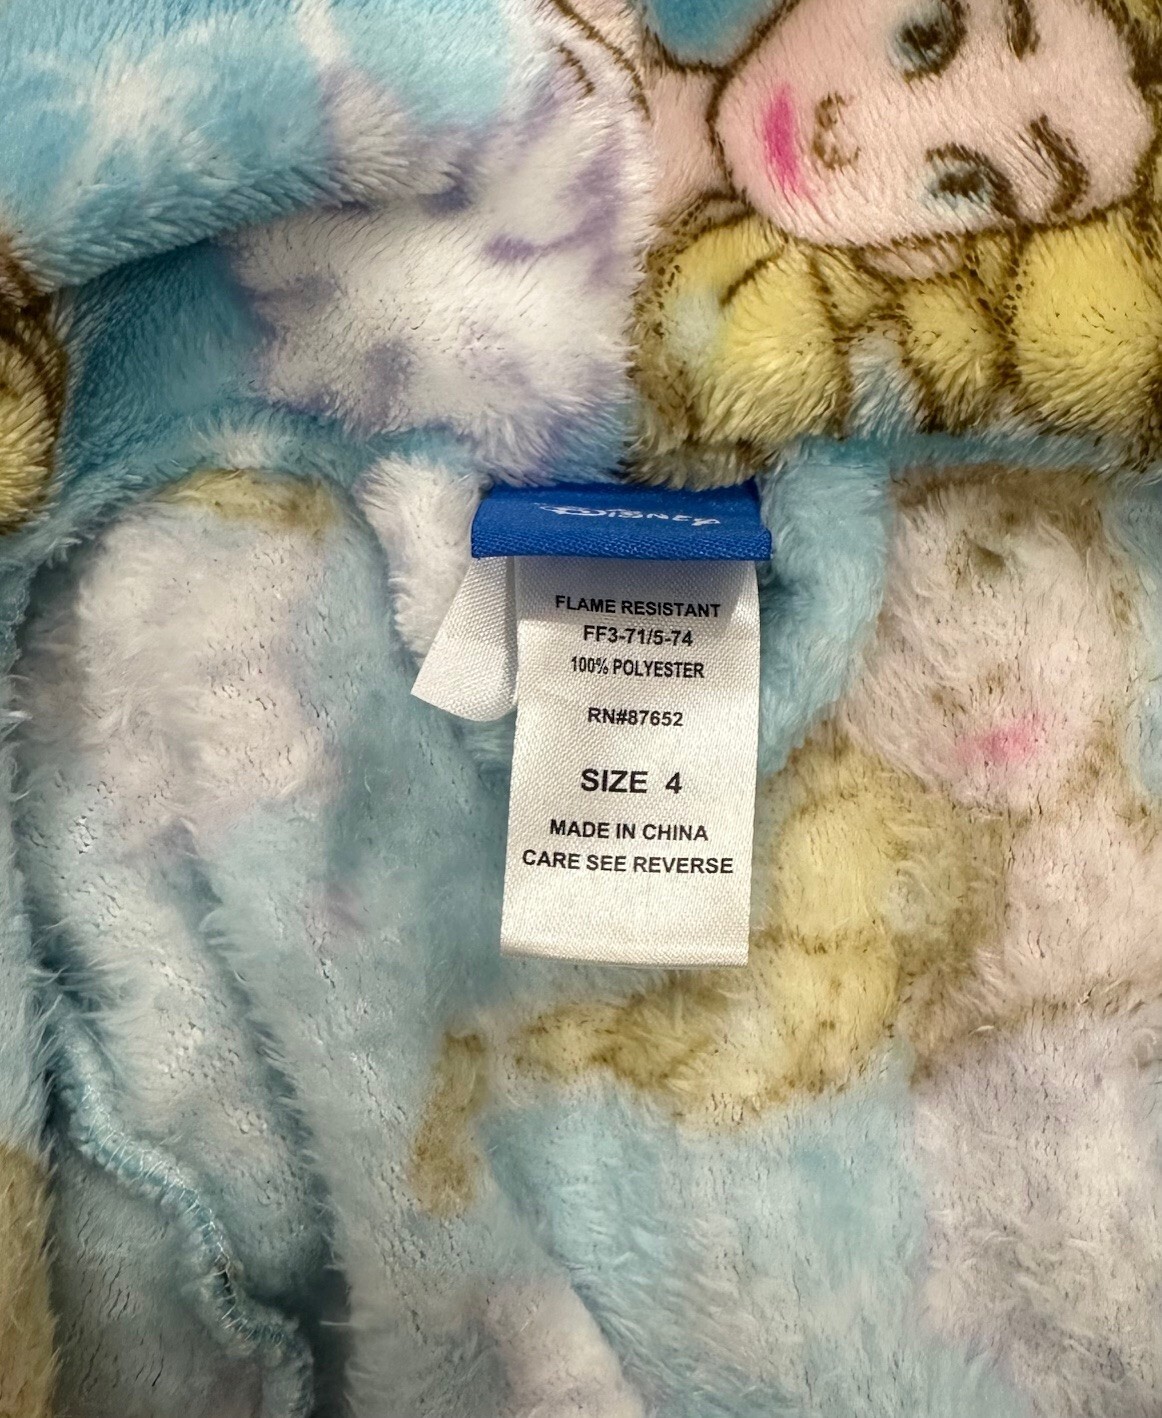 Disney
FLAME RESISTANT
FF3-71/5-74
100% POLYESTER
RN#87652
SIZE 4
MADE IN CHINA
CARE SEE REVERSE